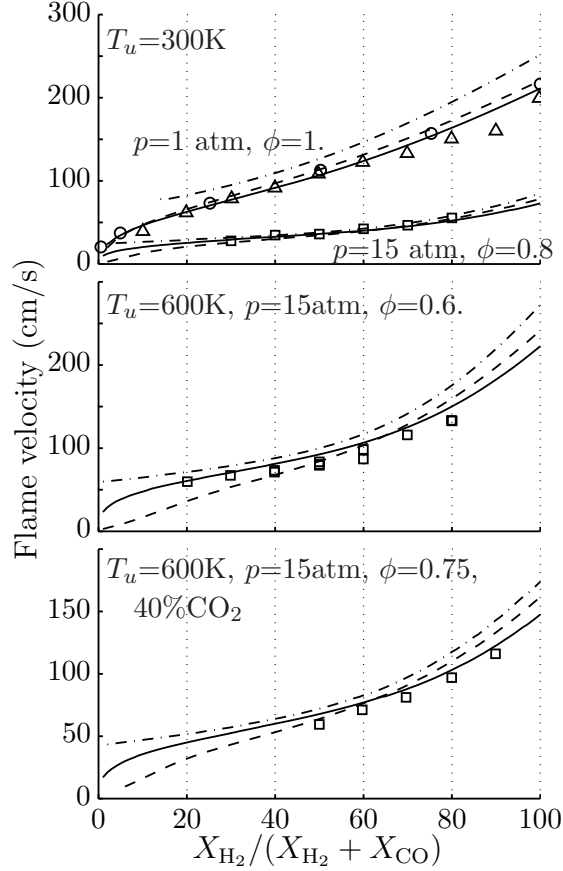 300
T_u=300K
200
p=1 atm, ϕ=1.
100
0
p=15 atm, ϕ=0.8
T_u=600K, p=15atm, ϕ=0.6.
200
100
0
Flame velocity (cm/s)
T_u=600K, p=15atm, ϕ=0.75,
40%CO₂
150
100
50
0
0 20 40 60 80 100
X_H₂/(X_H₂ + X_CO)